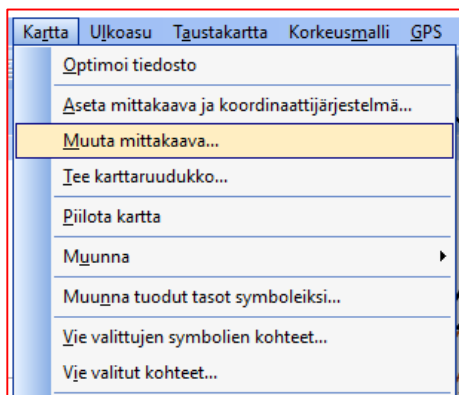 Kartta Ulkoasu Taustakartta Korkeusmalli GPS
Optimoi tiedosto
Aseta mittakaava ja koordinaattijärjestelmä...
Muuta mittakaava...
Tee karttaruudukko...
Piilota kartta
Muunna
Muunna tuodut tasot symboleiksi...
Vie valittujen symbolien kohteet...
Vie valitut kohteet...